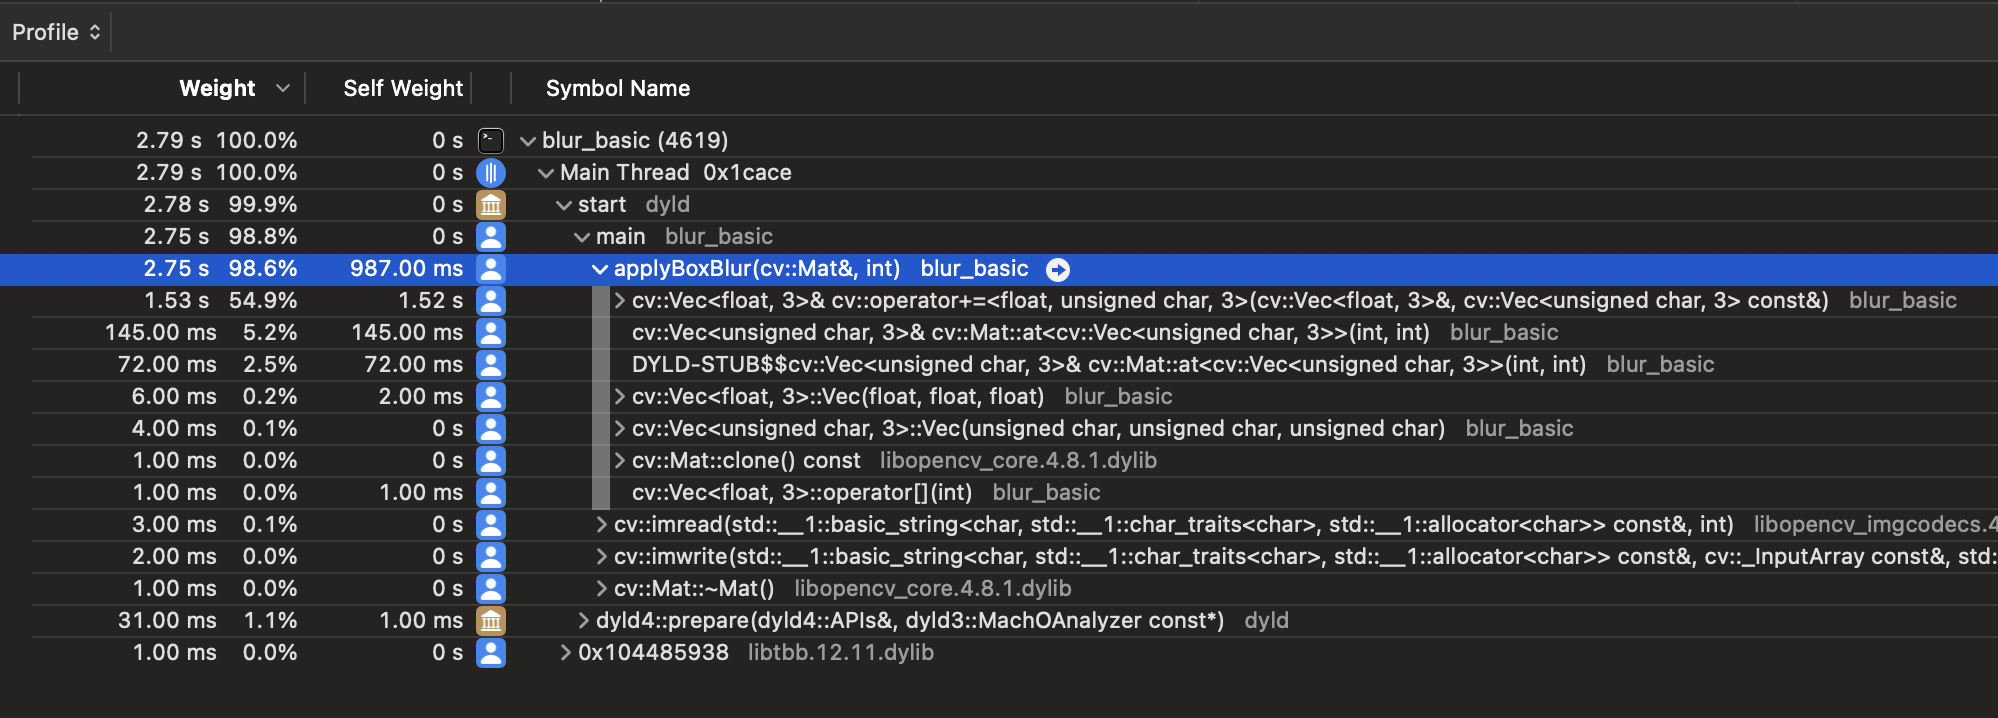 Profile
Weight Self Weight Symbol Name
2.79 s 100.0% 0 s blur_basic (4619)
2.79 s 100.0% 0 s Main Thread 0x1cace
2.78 s 99.9% 0 s start dyld
2.75 s 98.8% 0 s main blur_basic
2.75 s 98.6% 987.00 ms applyBoxBlur(cv::Mat&, int) blur_basic
1.53 s 54.9% 1.52 s cv::Vec<float, 3>& cv::operator+=<float, unsigned char, 3>(cv::Vec<float, 3>&, cv::Vec<unsigned char, 3> const&) blur_basic
145.00 ms 5.2% 145.00 ms cv::Vec<unsigned char, 3>& cv::Mat::at<cv::Vec<unsigned char, 3>>(int, int) blur_basic
72.00 ms 2.5% 72.00 ms DYLD-STUB$$cv::Vec<unsigned char, 3>& cv::Mat::at<cv::Vec<unsigned char, 3>>(int, int) blur_basic
6.00 ms 0.2% 2.00 ms cv::Vec<float, 3>::Vec(float, float, float) blur_basic
4.00 ms 0.1% 0 s cv::Vec<unsigned char, 3>::Vec(unsigned char, unsigned char, unsigned char) blur_basic
1.00 ms 0.0% 0 s cv::Mat::clone() const libopencv_core.4.8.1.dylib
1.00 ms 0.0% 1.00 ms cv::Vec<float, 3>::operator[](int) blur_basic
3.00 ms 0.1% 0 s cv::imread(std::__1::basic_string<char, std::__1::char_traits<char>, std::__1::allocator<char>> const&, int) libopencv_imgcodecs.4
2.00 ms 0.0% 0 s cv::imwrite(std::__1::basic_string<char, std::__1::char_traits<char>, std::__1::allocator<char>> const&, cv::_InputArray const&, std:
1.00 ms 0.0% 0 s cv::Mat::~Mat() libopencv_core.4.8.1.dylib
31.00 ms 1.1% 1.00 ms dyld4::prepare(dyld4::APIs&, dyld3::MachOAnalyzer const*) dyld
1.00 ms 0.0% 0 s 0x104485938 libtbb.12.11.dylib